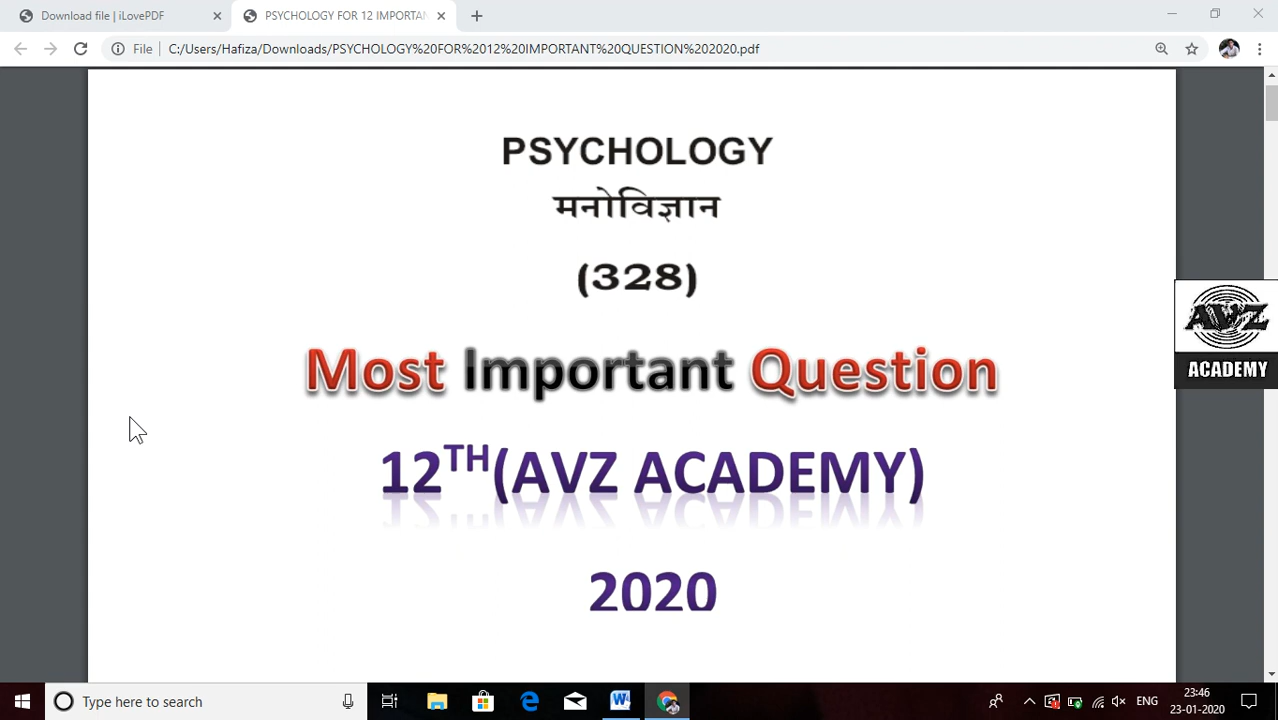 Download file | iLovePDF
PSYCHOLOGY FOR 12 IMPORTAN
File
C:/Users/Hafiza/Downloads/PSYCHOLOGY%20FOR%2012%20IMPORTANT%20QUESTION%202020.pdf
PSYCHOLOGY
मनोविज्ञान
(328)
Most Important Question
12TH(AVZ ACADEMY)
2020
AVZ
ACADEMY
Type here to search
ENG
23:46
23-01-2020